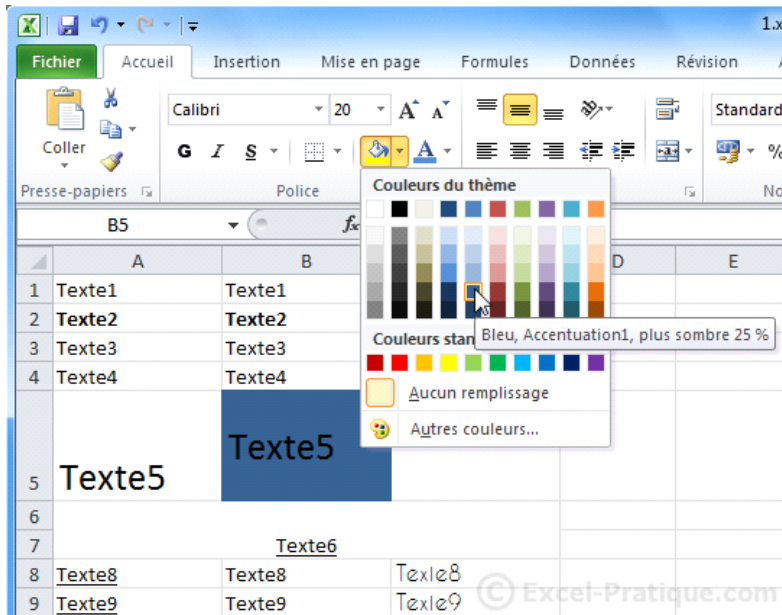 1.x
Fichier Accueil Insertion Mise en page Formules Données Révision
Calibri 20 A A Standard
Coller G I S A %
Presse-papiers Police No
Couleurs du thème
B5 fx
A B D E
1 Texte1 Texte1
2 Texte2 Texte2
Bleu, Accentuation1, plus sombre 25 %
3 Texte3 Texte3 Couleurs stan
4 Texte4 Texte4
Aucun remplissage
Autres couleurs...
5 Texte5 Texte5
6
7 Texte6
8 Texte8 Texte8 Texte8
9 Texte9 Texte9 Texte9
© Excel-Pratique.com